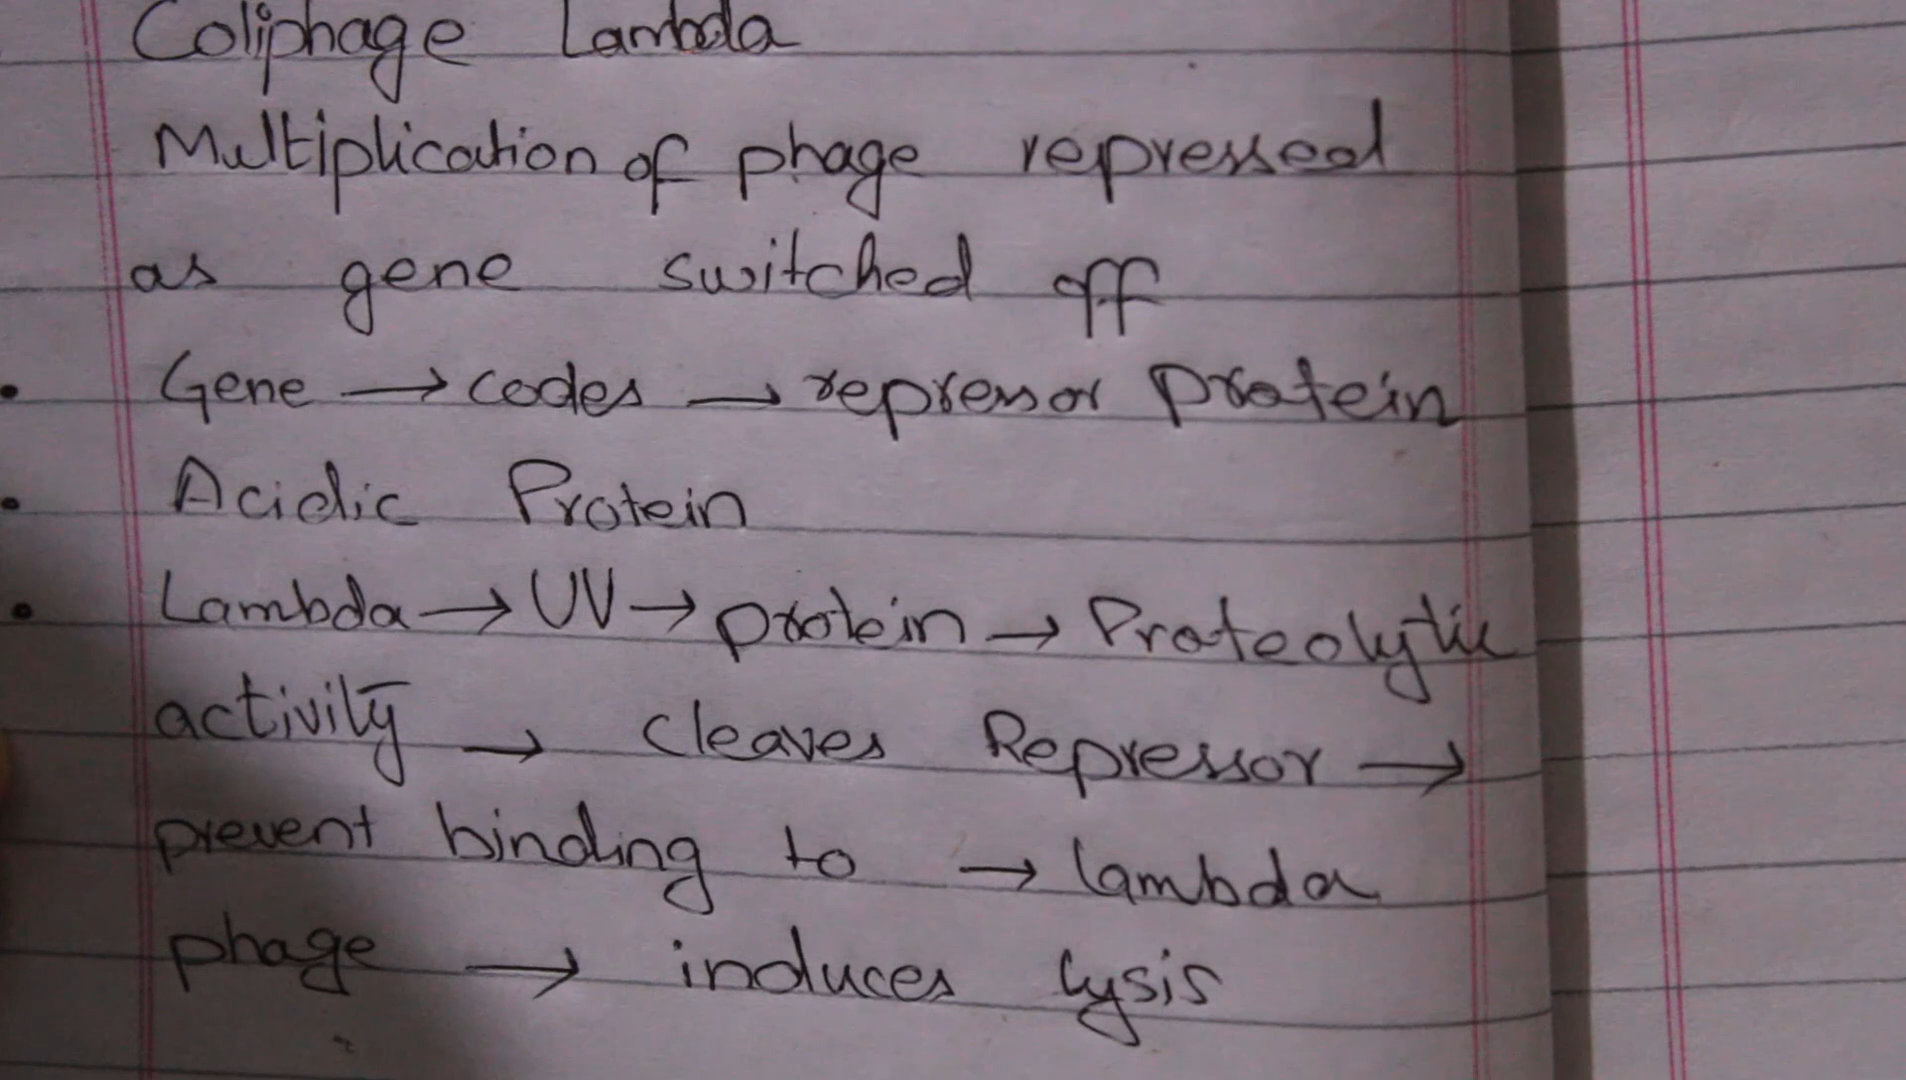 Coliphage Lambda
Multiplication of phage repressed
as gene switched off
• Gene → codes → repressor protein
• Acidic Protein
• Lambda → UV → protein → Proteolytic
activity → cleaves Repressor →
prevent binding to → lambda
phage → induces lysis